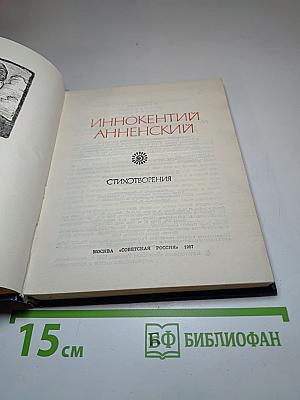 ИННОКЕНТИЙ
АННЕНСКИЙ
СТИХОТВОРЕНИЯ
МОСКВА «СОВЕТСКАЯ РОССИЯ» 1987
15 см
БФ БИБЛИОФАН